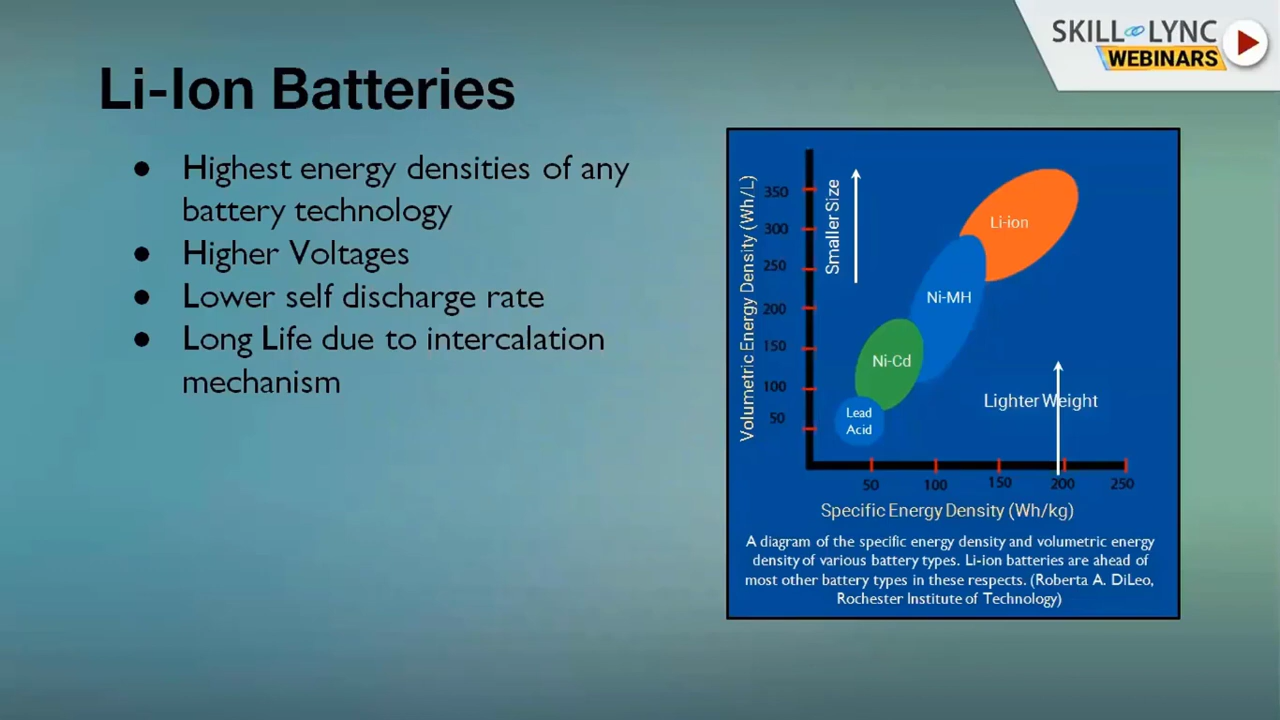 SKILL LYNC
WEBINARS
Li-Ion Batteries
● Highest energy densities of any
battery technology
● Higher Voltages
● Lower self discharge rate
● Long Life due to intercalation
mechanism
Volumetric Energy Density (Wh/L)
350
300
250
200
150
100
50
Smaller Size
Li-ion
Ni-MH
Ni-Cd
Lead
Acid
Lighter Weight
50 100 150 200 250
Specific Energy Density (Wh/kg)
A diagram of the specific energy density and volumetric energy
density of various battery types. Li-ion batteries are ahead of
most other battery types in these respects. (Roberta A. DiLeo,
Rochester Institute of Technology)